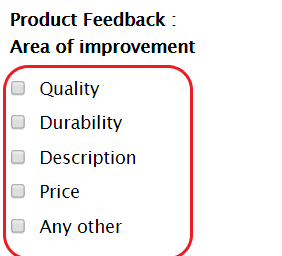 Product Feedback :
Area of improvement
Quality
Durability
Description
Price
Any other